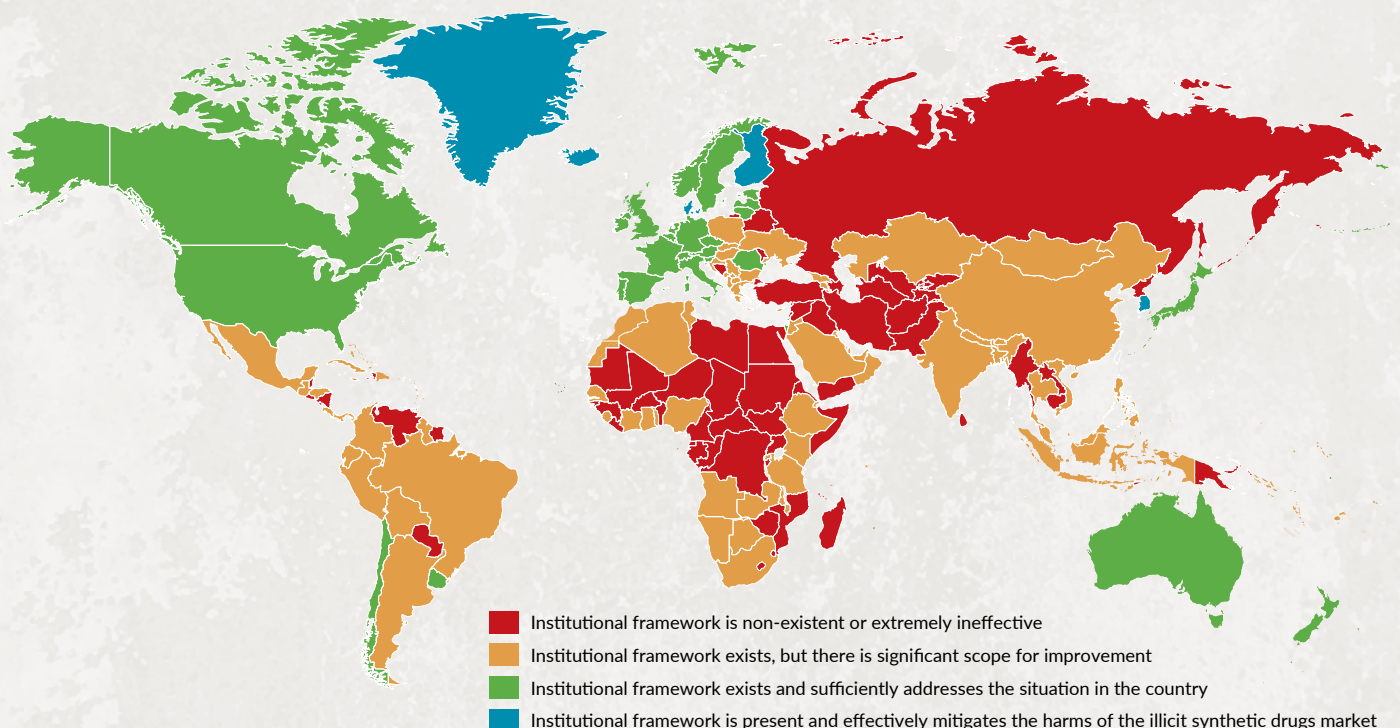 Institutional framework is non-existent or extremely ineffective
Institutional framework exists, but there is significant scope for improvement
Institutional framework exists and sufficiently addresses the situation in the country
Institutional framework is present and effectively mitigates the harms of the illicit synthetic drugs market